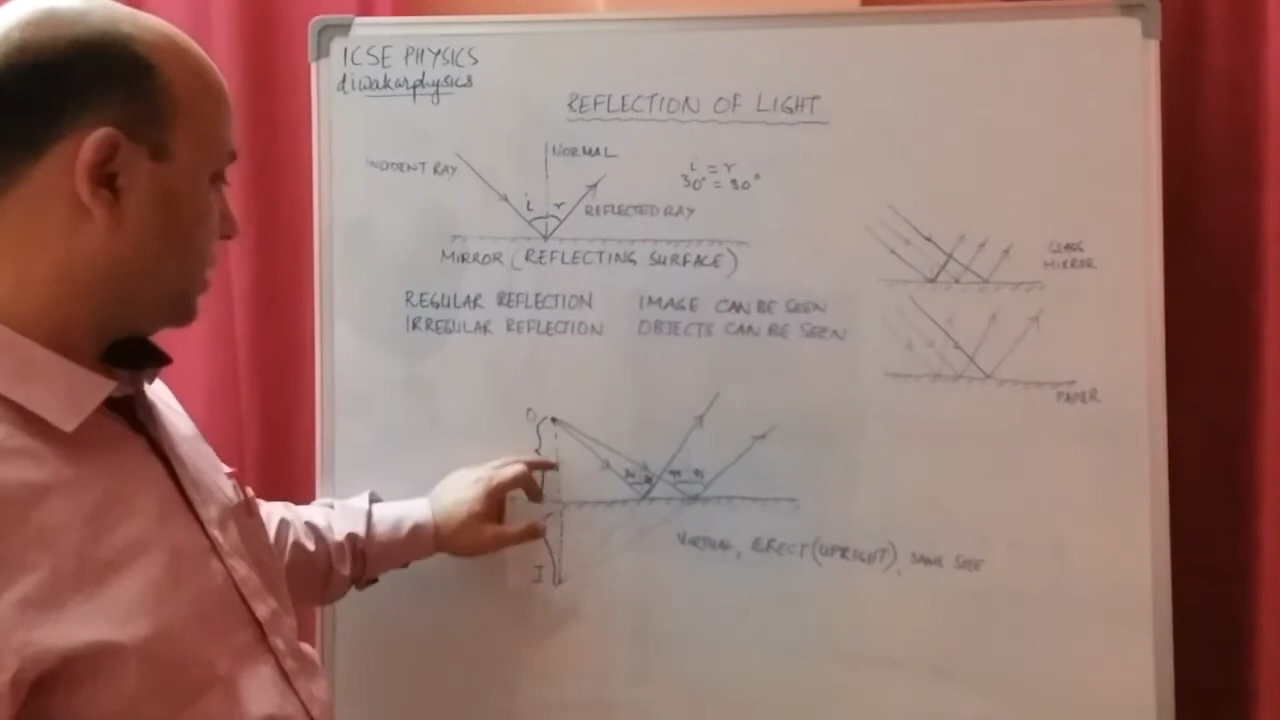 ICSE PHYSICS
diwakarphysics
REFLECTION OF LIGHT
INCIDENT RAY
NORMAL
i = r
30° = 30°
i r
REFLECTED RAY
MIRROR (REFLECTING SURFACE)
GLASS
MIRROR
REGULAR REFLECTION IMAGE CAN BE SEEN
IRREGULAR REFLECTION OBJECTS CAN BE SEEN
PAPER
O
VIRTUAL, ERECT (UPRIGHT), SAME SIZE
I